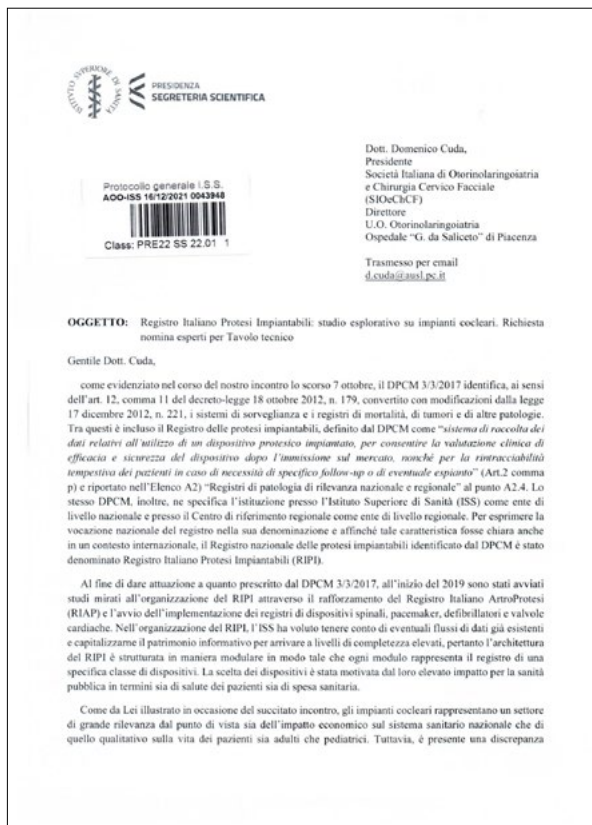 ISTITUTO SUPERIORE DI SANITÀ
PRESIDENZA
SEGRETERIA SCIENTIFICA
Dott. Domenico Cuda,
Presidente
Società Italiana di Otorinolaringoiatria
e Chirurgia Cervico Facciale
(SIOeChCF)
Direttore
U.O. Otorinolaringoiatria
Ospedale “G. da Saliceto” di Piacenza
Trasmesso per email
d.cuda@ausl.pc.it
Protocollo generale I.S.S.
AOO-ISS 16/12/2021 0043948
Class: PRE22 SS 22.01 1
OGGETTO: Registro Italiano Protesi Impiantabili: studio esplorativo su impianti cocleari. Richiesta
nomina esperti per Tavolo tecnico
Gentile Dott. Cuda,
come evidenziato nel corso del nostro incontro lo scorso 7 ottobre, il DPCM 3/3/2017 identifica, ai sensi
dell’art. 12, comma 11 del decreto-legge 18 ottobre 2012, n. 179, convertito con modificazioni dalla legge
17 dicembre 2012, n. 221, i sistemi di sorveglianza e i registri di mortalità, di tumori e di altre patologie.
Tra questi è incluso il Registro delle protesi impiantabili, definito dal DPCM come “sistema di raccolta dei
dati relativi all’utilizzo di un dispositivo protesico impiantato, per consentire la valutazione clinica di
efficacia e sicurezza del dispositivo dopo l’immissione sul mercato, nonché per la rintracciabilità
tempestiva dei pazienti in caso di necessità di specifico follow-up o di eventuale espianto” (Art.2 comma
p) e riportato nell’Elenco A2) “Registri di patologia di rilevanza nazionale e regionale” al punto A2.4. Lo
stesso DPCM, inoltre, ne specifica l’istituzione presso l’Istituto Superiore di Sanità (ISS) come ente di
livello nazionale e presso il Centro di riferimento regionale come ente di livello regionale. Per esprimere la
vocazione nazionale del registro nella sua denominazione e affinché tale caratteristica fosse chiara anche
in un contesto internazionale, il Registro nazionale delle protesi impiantabili identificato dal DPCM è stato
denominato Registro Italiano Protesi Impiantabili (RIPI).
Al fine di dare attuazione a quanto prescritto dal DPCM 3/3/2017, all’inizio del 2019 sono stati avviati
studi mirati all’organizzazione del RIPI attraverso il rafforzamento del Registro Italiano ArtroProtesi
(RIAP) e l’avvio dell’implementazione dei registri di dispositivi spinali, pacemaker, defibrillatori e valvole
cardiache. Nell’organizzazione del RIPI, l’ISS ha voluto tenere conto di eventuali flussi di dati già esistenti
e capitalizzarne il patrimonio informativo per arrivare a livelli di completezza elevati, pertanto l’architettura
del RIPI è strutturata in maniera modulare in modo tale che ogni modulo rappresenta il registro di una
specifica classe di dispositivi. La scelta dei dispositivi è stata motivata dal loro elevato impatto per la sanità
pubblica in termini sia di salute dei pazienti sia di spesa sanitaria.
Come da Lei illustrato in occasione del succitato incontro, gli impianti cocleari rappresentano un settore
di grande rilevanza dal punto di vista sia dell’impatto economico sul sistema sanitario nazionale che di
quello qualitativo sulla vita dei pazienti sia adulti che pediatrici. Tuttavia, è presente una discrepanza